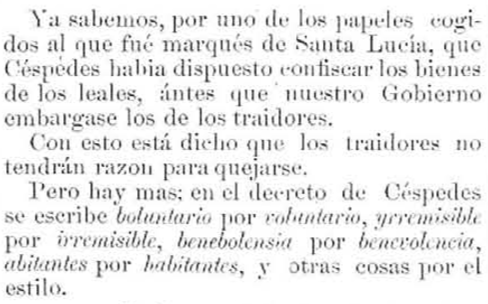 Ya sabemos, por uno de los papeles cogi-
dos al que fué marqués de Santa Lucía, que
Céspedes habia dispuesto confiscar los bienes
de los leales, ántes que nuestro Gobierno
embargase los de los traidores.
Con esto está dicho que los traidores no
tendrán razon para quejarse.
Pero hay mas; en el decreto de Céspedes
se escribe boluntario por voluntario, yrremisible
por irremisible, benebolensia por benevolencia,
abitantes por habitantes, y otras cosas por el
estilo.